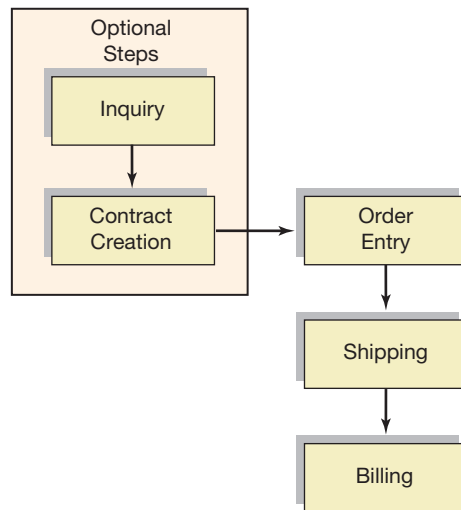 Optional
Steps
Inquiry
Contract
Creation
Order
Entry
Shipping
Billing